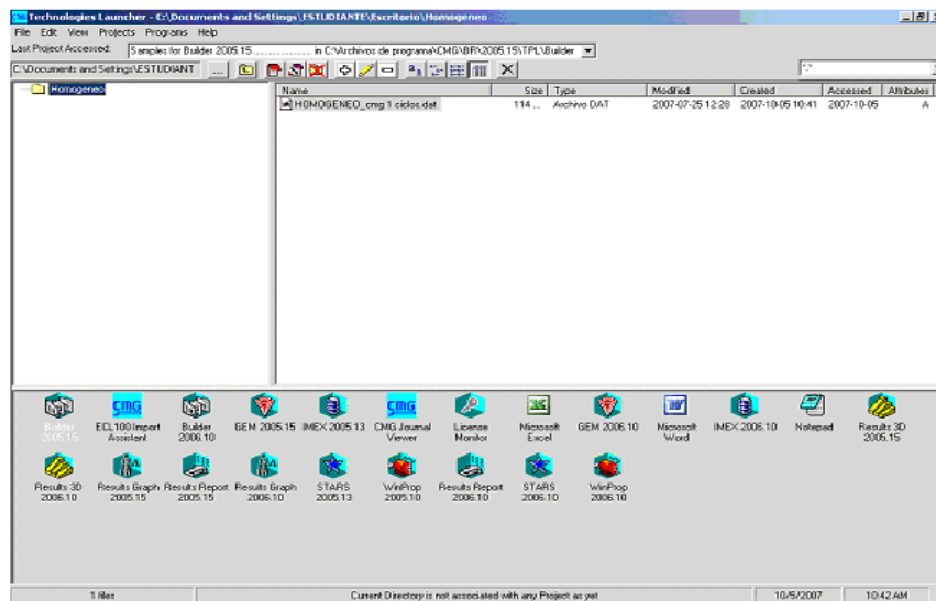 Technologies Launcher - C:\Documents and Settings\ESTUDIANTE\Escritorio\Homogeneo
File Edit View Projects Programs Help
Last Project Accessed: Samples for Builder 2005.15.................. in C:\Archivos de programa\CMG\BR\2005.15\TPL\Builder
C:\Documents and Settings\ESTUDIANT ...
Homogeneo
Name Size Type Modified Created Accessed Attributes
HOMOGENEO_cmg 1 ciclos.dat 114... Archivo DAT 2007-07-25 12:28 2007-10-05 10:41 2007-10-05 A
Builder 2005.15
ECL100 Import Assistant
Builder 2006.10
GEM 2005.15
IMEX 2005.13
CMG Journal Viewer
License Monitor
Microsoft Excel
GEM 2006.10
Microsoft Word
IMEX 2006.10
Notepad
Results 3D 2005.15
Results 3D 2006.10
Results Graph 2005.15
Results Report 2005.15
Results Graph 2006.10
STARS 2005.13
WinProp 2005.10
Results Report 2006.10
STARS 2006.10
WinProp 2006.10
1 files Current Directory is not associated with any Project as yet 10/5/2007 10:42 AM